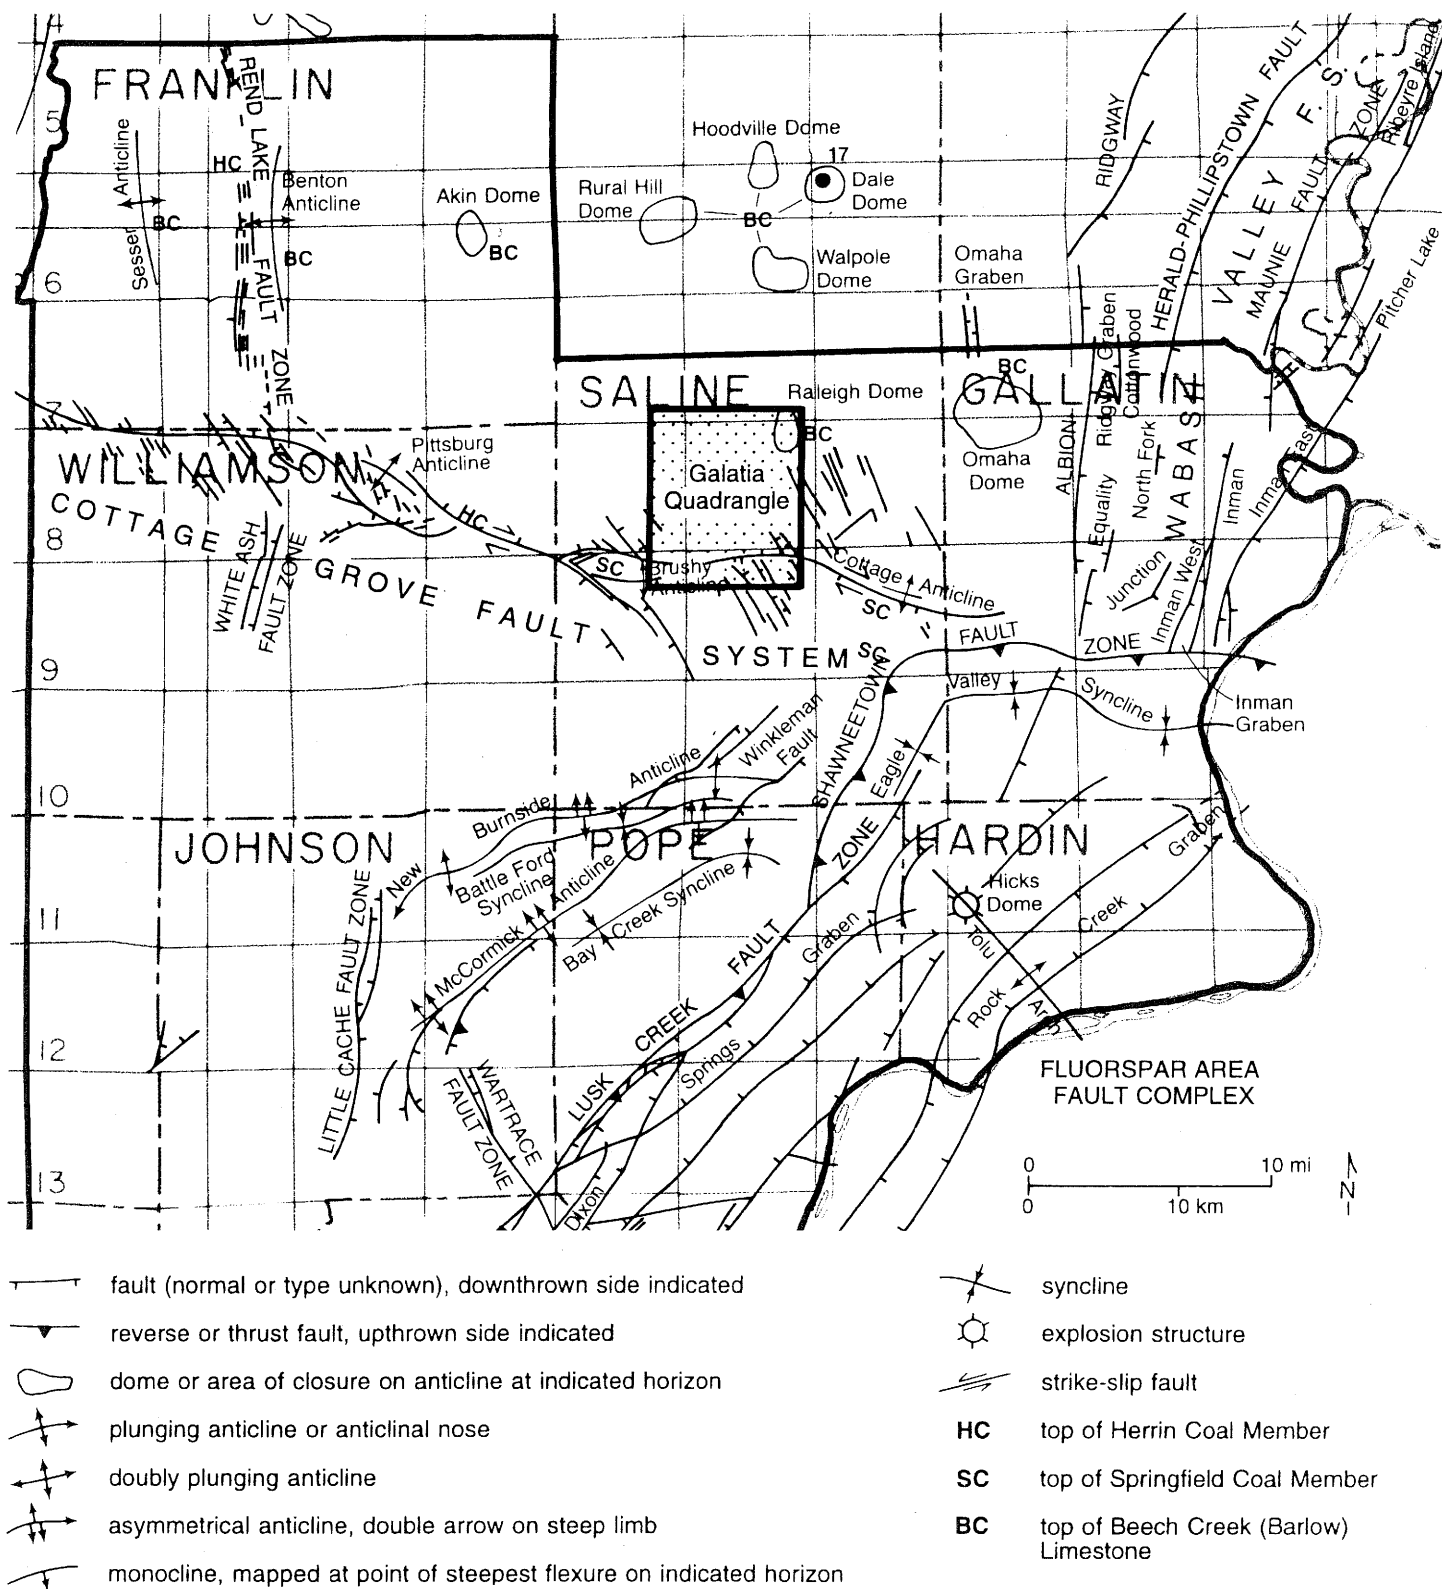 14
FRANKLIN
REND LAKE
FAULT
ZONE
5
Anticline
Sesser
HC
BC
Benton
Anticline
BC
Akin Dome
BC
Hoodville Dome
17
Rural Hill
Dome
Dale
Dome
BC
Walpole
Dome
Omaha
Graben
RIDGWAY
HERALD-PHILLIPSTOWN FAULT
VALLEY F. S.
MAUNIE FAULT ZONE
Ribeyre Island
Pitcher Lake
6
SALINE
Raleigh Dome
BC
GALLATIN
BC
Omaha
Dome
ALBION
Ridgway Graben
Cottonwood
WABASH
North Fork
Equality
Inman
Inman East
Inman West
Junction
7
WILLIAMSON
Pittsburg
Anticline
HC
COTTAGE GROVE FAULT
SYSTEM
8
WHITE ASH
FAULT ZONE
SC
Galatia
Quadrangle
Brushy
Anticline
Cottage Anticline
SC
SC
FAULT ZONE
SHAWNEETOWN
9
Eagle Valley Syncline
Inman
Graben
Winkleman
Fault
10
JOHNSON
POPE
HARDIN
New Burnside Anticline
Battle Ford
Syncline
McCormick Anticline
Bay Creek Syncline
Hicks
Dome
Tolu
Arch
Rock
Creek
Graben
11
LITTLE CACHE FAULT ZONE
LUSK CREEK FAULT ZONE
Springs
Graben
Dixon
12
WARTRACE
FAULT ZONE
FLUORSPAR AREA
FAULT COMPLEX
13
0 10 mi
0 10 km
N
fault (normal or type unknown), downthrown side indicated
reverse or thrust fault, upthrown side indicated
dome or area of closure on anticline at indicated horizon
plunging anticline or anticlinal nose
doubly plunging anticline
asymmetrical anticline, double arrow on steep limb
monocline, mapped at point of steepest flexure on indicated horizon
syncline
explosion structure
strike-slip fault
HC top of Herrin Coal Member
SC top of Springfield Coal Member
BC top of Beech Creek (Barlow)
Limestone